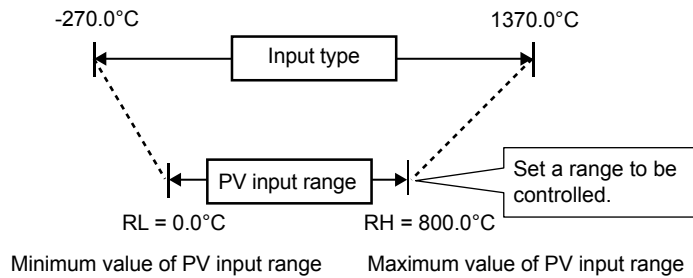 -270.0°C 1370.0°C
Input type
PV input range
Set a range to be
controlled.
RL = 0.0°C RH = 800.0°C
Minimum value of PV input range Maximum value of PV input range